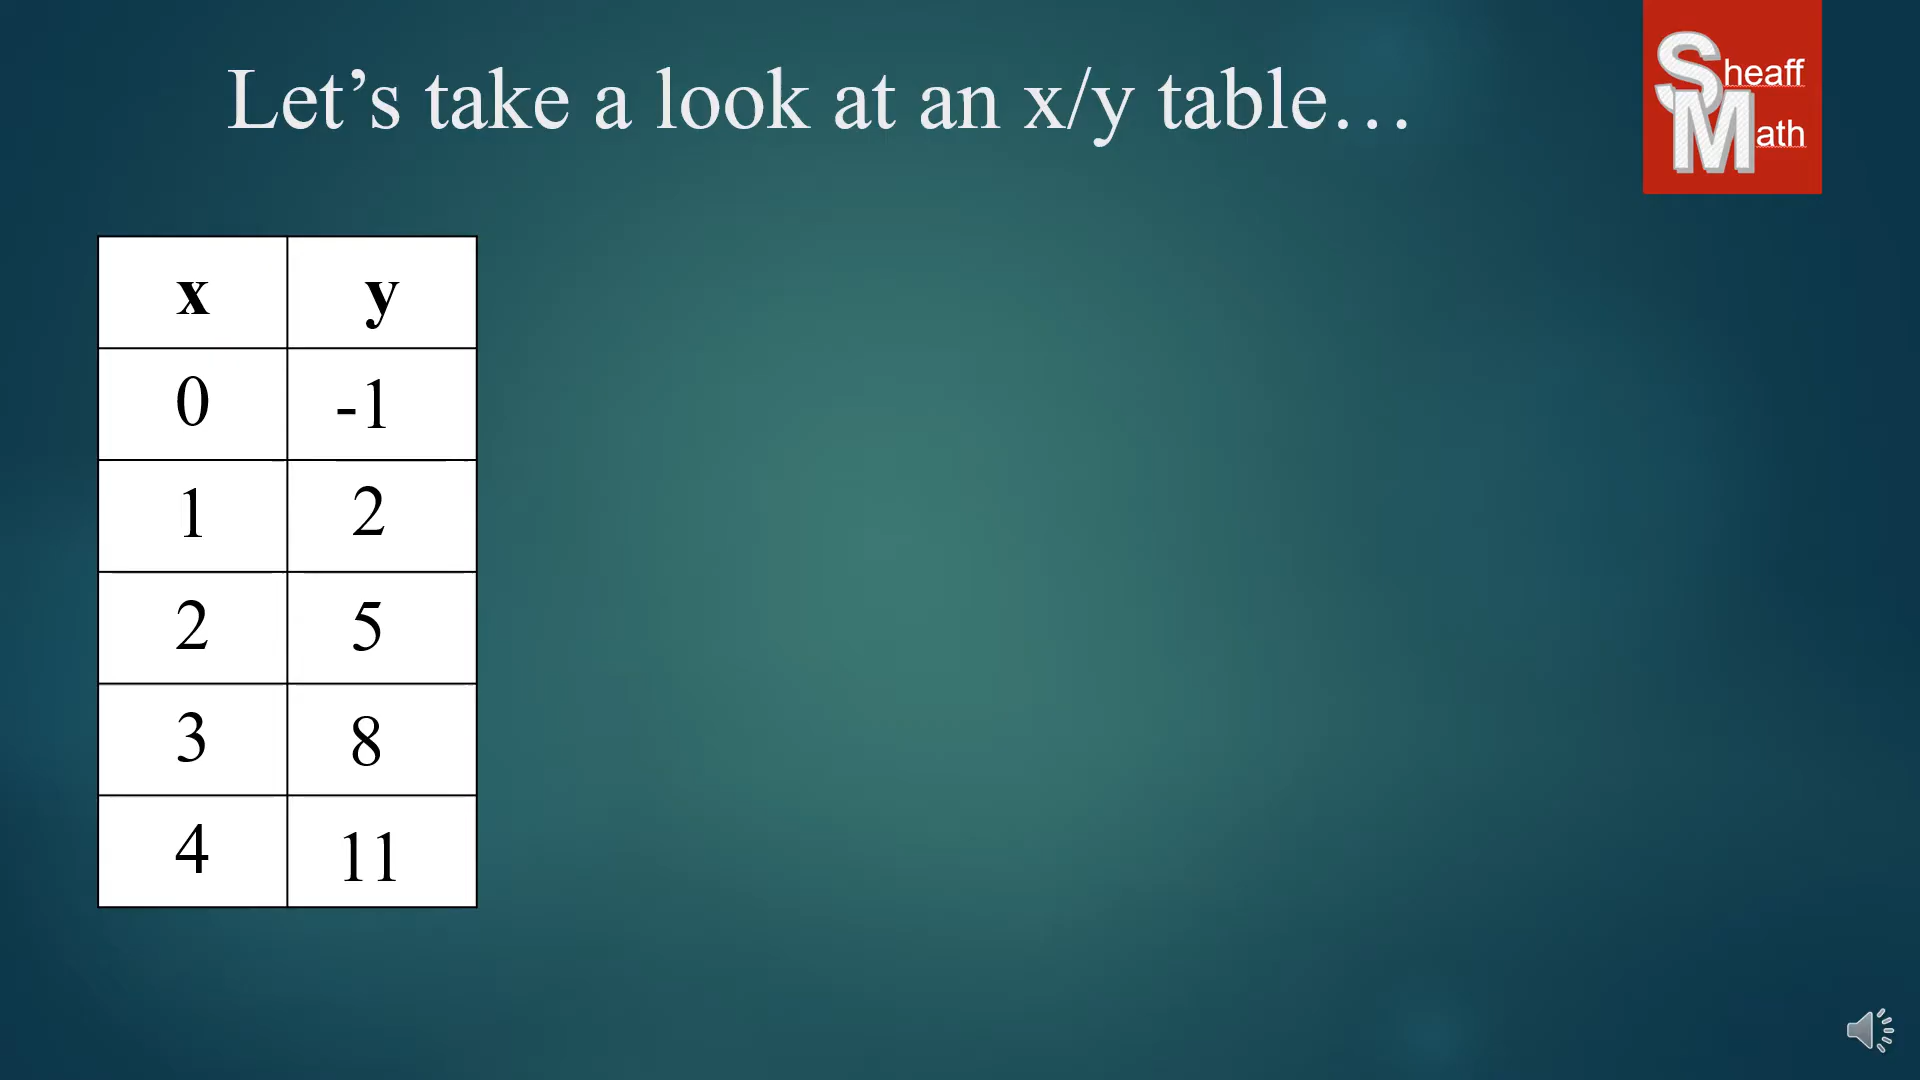 Let’s take a look at an x/y table…
Sheaff
Math
x y
0 -1
1 2
2 5
3 8
4 11